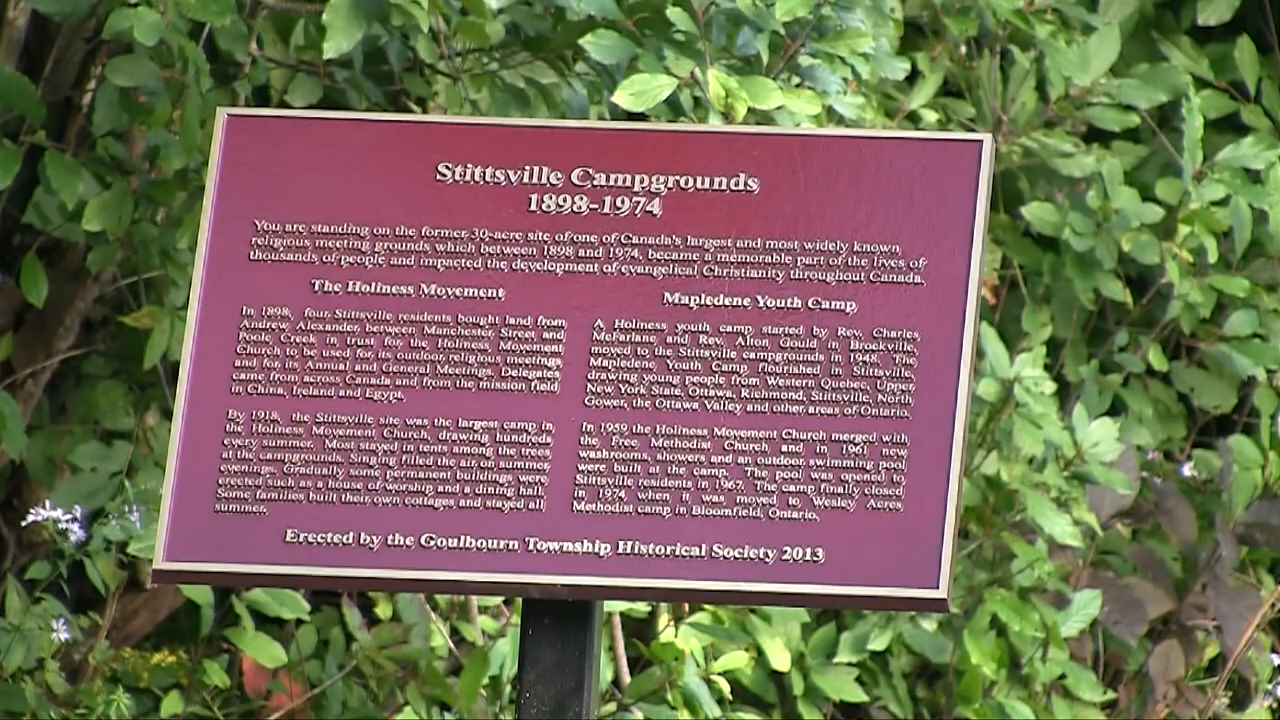 Stittsville Campgrounds
1898-1974
You are standing on the former 30-acre site of one of Canada's largest and most widely known
religious meeting grounds which between 1898 and 1974, became a memorable part of the lives of
thousands of people and impacted the development of evangelical Christianity throughout Canada.
The Holiness Movement
In 1898, four Stittsville residents bought land from
Andrew Alexander, between Manchester Street and
Poole Creek in trust for the Holiness Movement
Church to be used for its outdoor religious meetings
and for its Annual and General Meetings. Delegates
came from across Canada and from the mission field
in China, Ireland and Egypt.
By 1918, the Stittsville site was the largest camp in
the Holiness Movement Church, drawing hundreds
every summer. Most stayed in tents among the trees
at the campgrounds. Singing filled the air on summer
evenings. Gradually some permanent buildings were
erected such as a house of worship and a dining hall.
Some families built their own cottages and stayed all
summer.
Mapledene Youth Camp
A Holiness youth camp started by Rev. Charles
McFarlane and Rev. Alton Gould in Brockville,
moved to the Stittsville campgrounds in 1948. The
Mapledene Youth Camp flourished in Stittsville,
drawing young people from Western Quebec, Upper
New York State, Ottawa, Richmond, Stittsville, North
Gower, the Ottawa Valley and other areas of Ontario.
In 1959 the Holiness Movement Church merged with
the Free Methodist Church and in 1961 new
washrooms, showers and an outdoor swimming pool
were built at the camp. The pool was opened to
Stittsville residents in 1967. The camp finally closed
in 1974 when it was moved to Wesley Acres
Methodist camp in Bloomfield, Ontario.
Erected by the Goulbourn Township Historical Society 2013